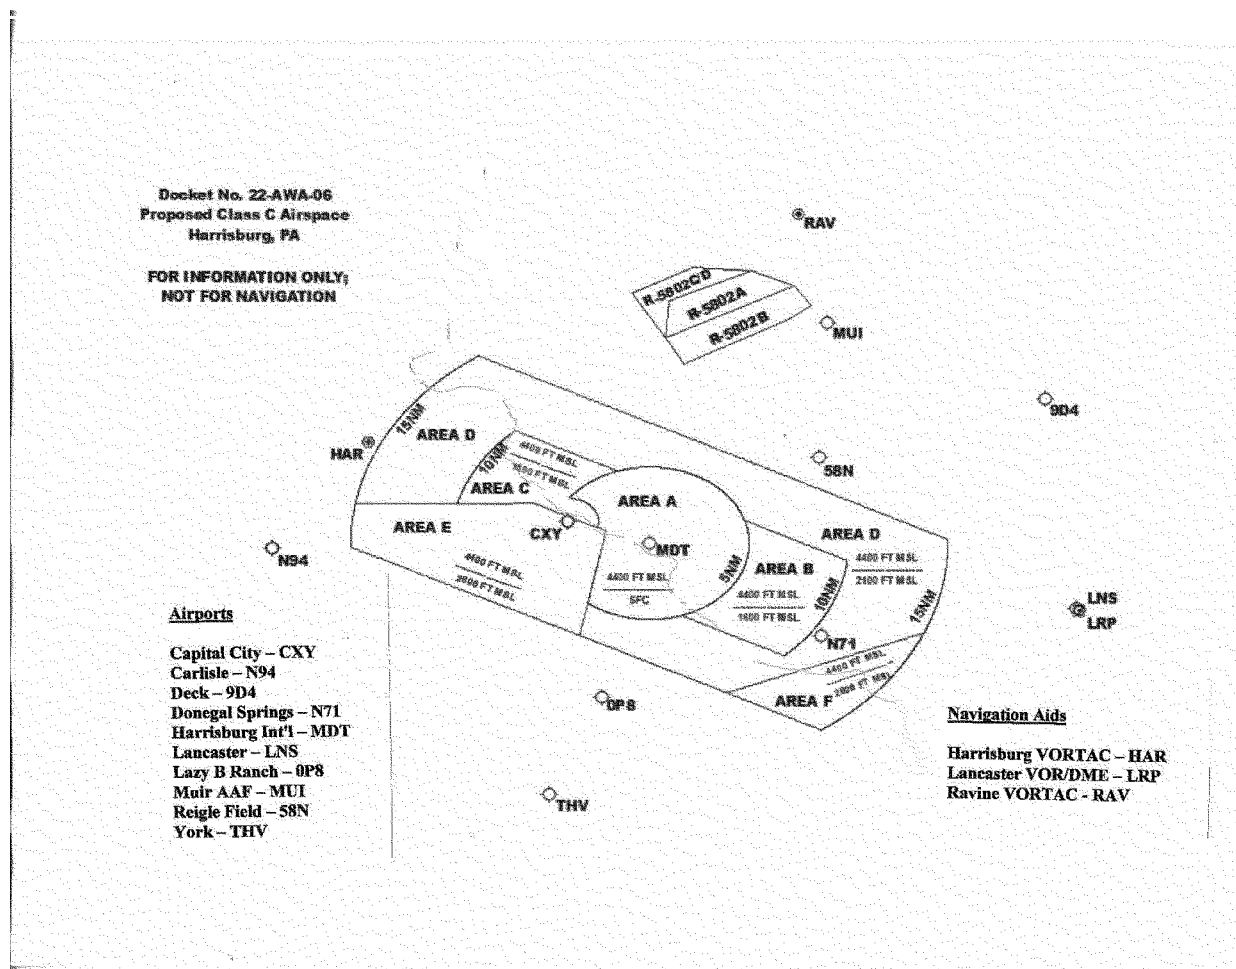 Docket No. 22-AWA-06
Proposed Class C Airspace
Harrisburg, PA
FOR INFORMATION ONLY;
NOT FOR NAVIGATION
RAV
R-5802C/D
R-5802A
R-5802B
MUI
9D4
15NM
AREA D
HAR
10NM
4400 FT MSL
FT MSL
AREA C
58N
AREA A
AREA E
CXY
MDT
AREA D
N94
4400 FT MSL
FT MSL
4400 FT MSL
SFC
5NM
AREA B
4400 FT MSL
1600 FT MSL
10NM
4400 FT MSL
2100 FT MSL
15NM
LNS
LRP
N71
4400 FT MSL
FT MSL
AREA F
0P8
THV
Airports
Capital City – CXY
Carlisle – N94
Deck – 9D4
Donegal Springs – N71
Harrisburg Int'l – MDT
Lancaster – LNS
Lazy B Ranch – 0P8
Muir AAF – MUI
Reigle Field – 58N
York – THV
Navigation Aids
Harrisburg VORTAC – HAR
Lancaster VOR/DME – LRP
Ravine VORTAC - RAV